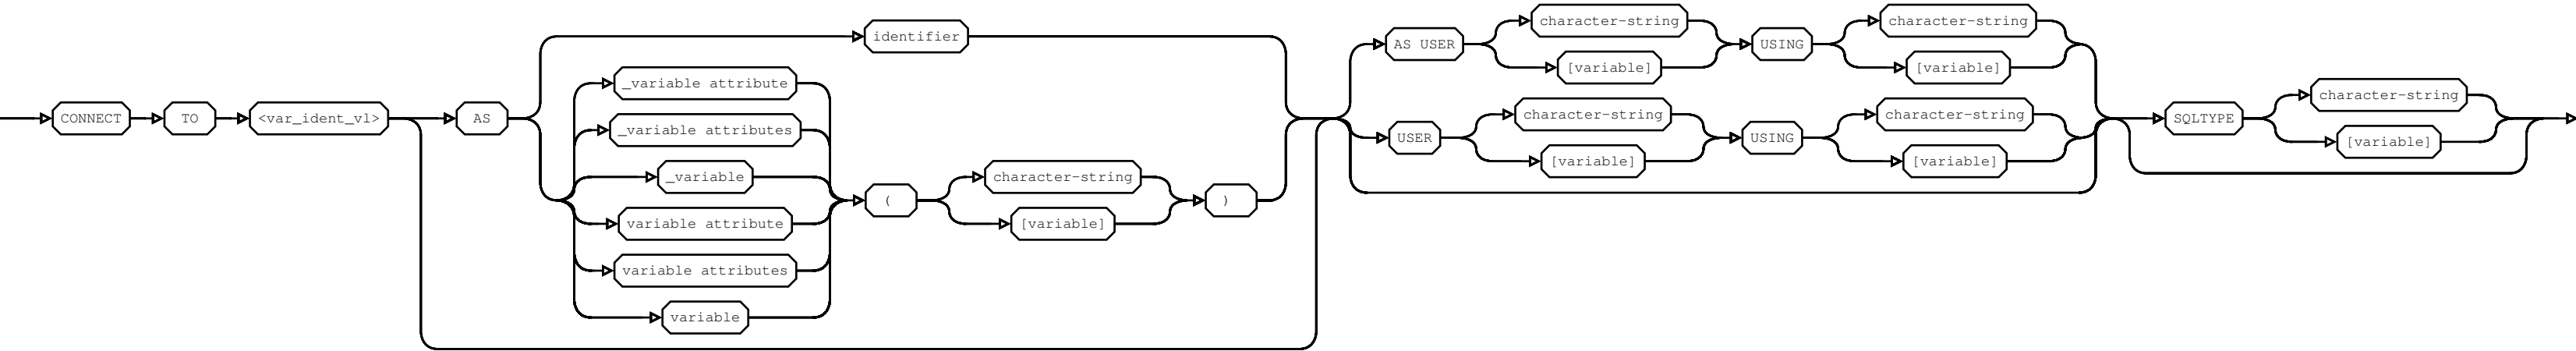 CONNECT
TO
<var_ident_vl>
AS
identifier
_variable attribute
_variable attributes
_variable
variable attribute
variable attributes
variable
(
character-string
[variable]
)
AS USER
character-string
[variable]
USING
character-string
[variable]
USER
character-string
[variable]
USING
character-string
[variable]
SQLTYPE
character-string
[variable]